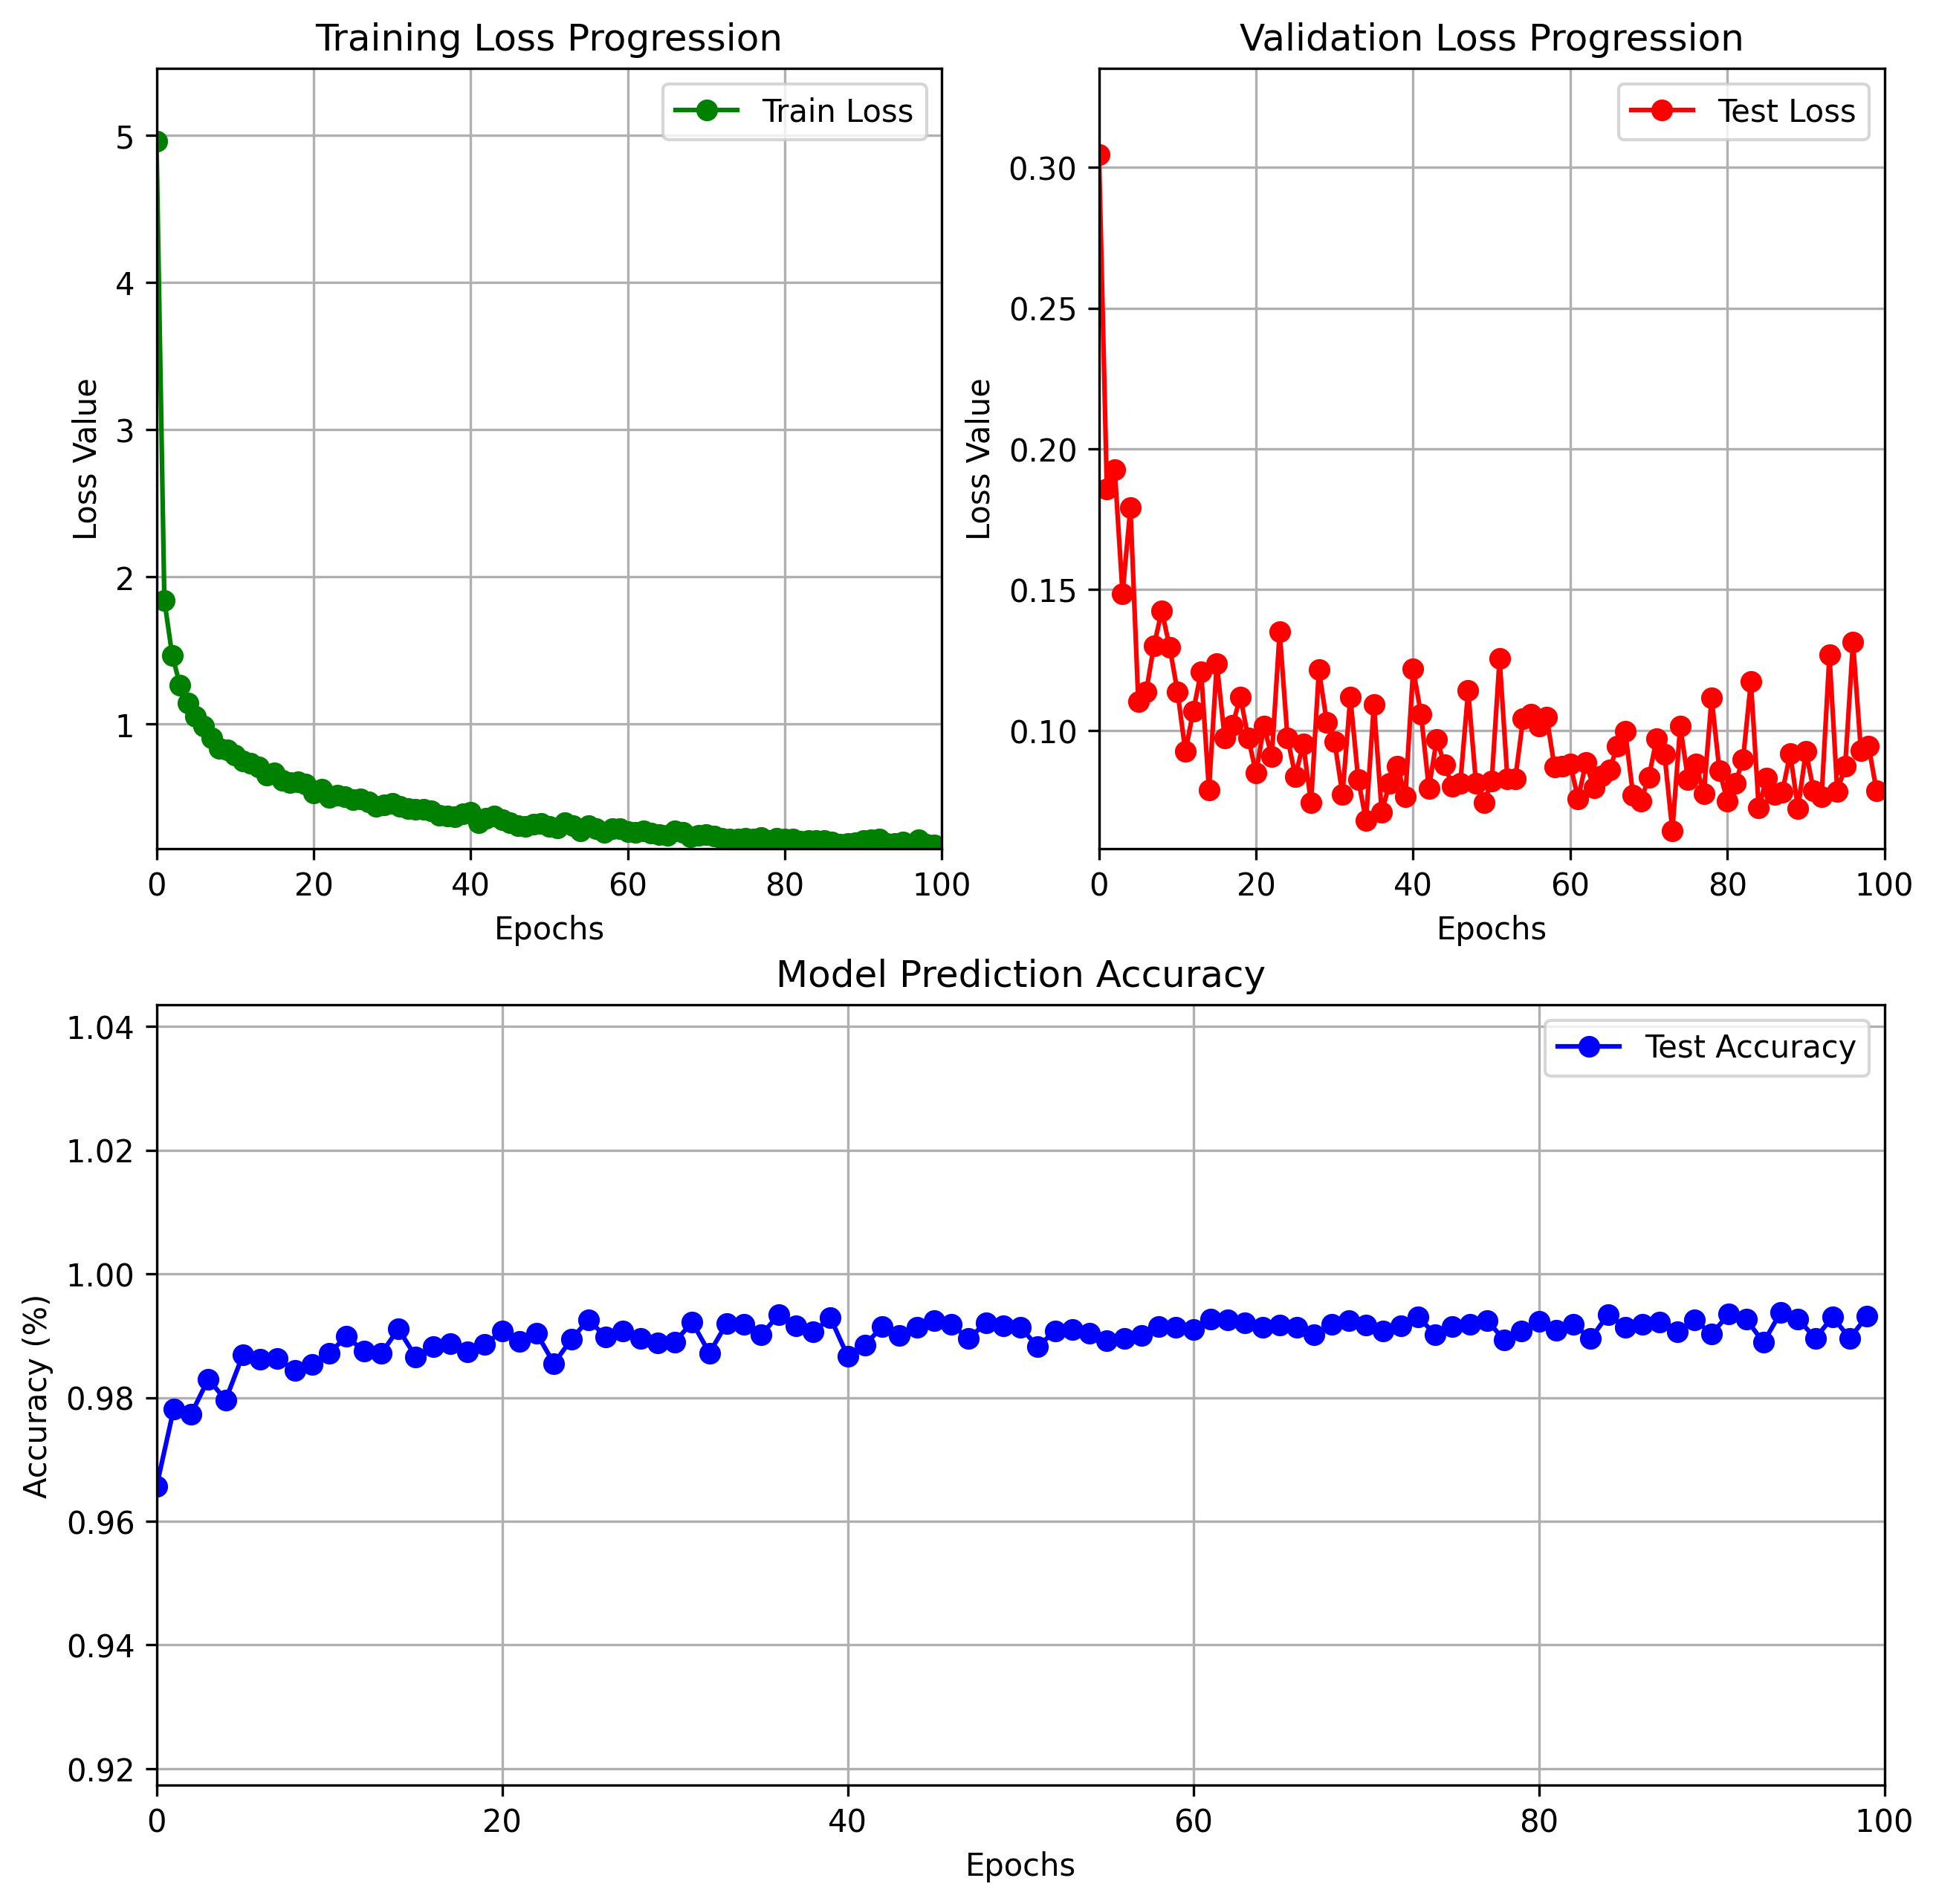 Training Loss Progression
Train Loss
5
4
3
2
1
Loss Value
0 20 40 60 80 100
Epochs
Validation Loss Progression
Test Loss
0.30
0.25
0.20
0.15
0.10
Loss Value
0 20 40 60 80 100
Epochs
Model Prediction Accuracy
Test Accuracy
1.04
1.02
1.00
0.98
0.96
0.94
0.92
Accuracy (%)
0 20 40 60 80 100
Epochs